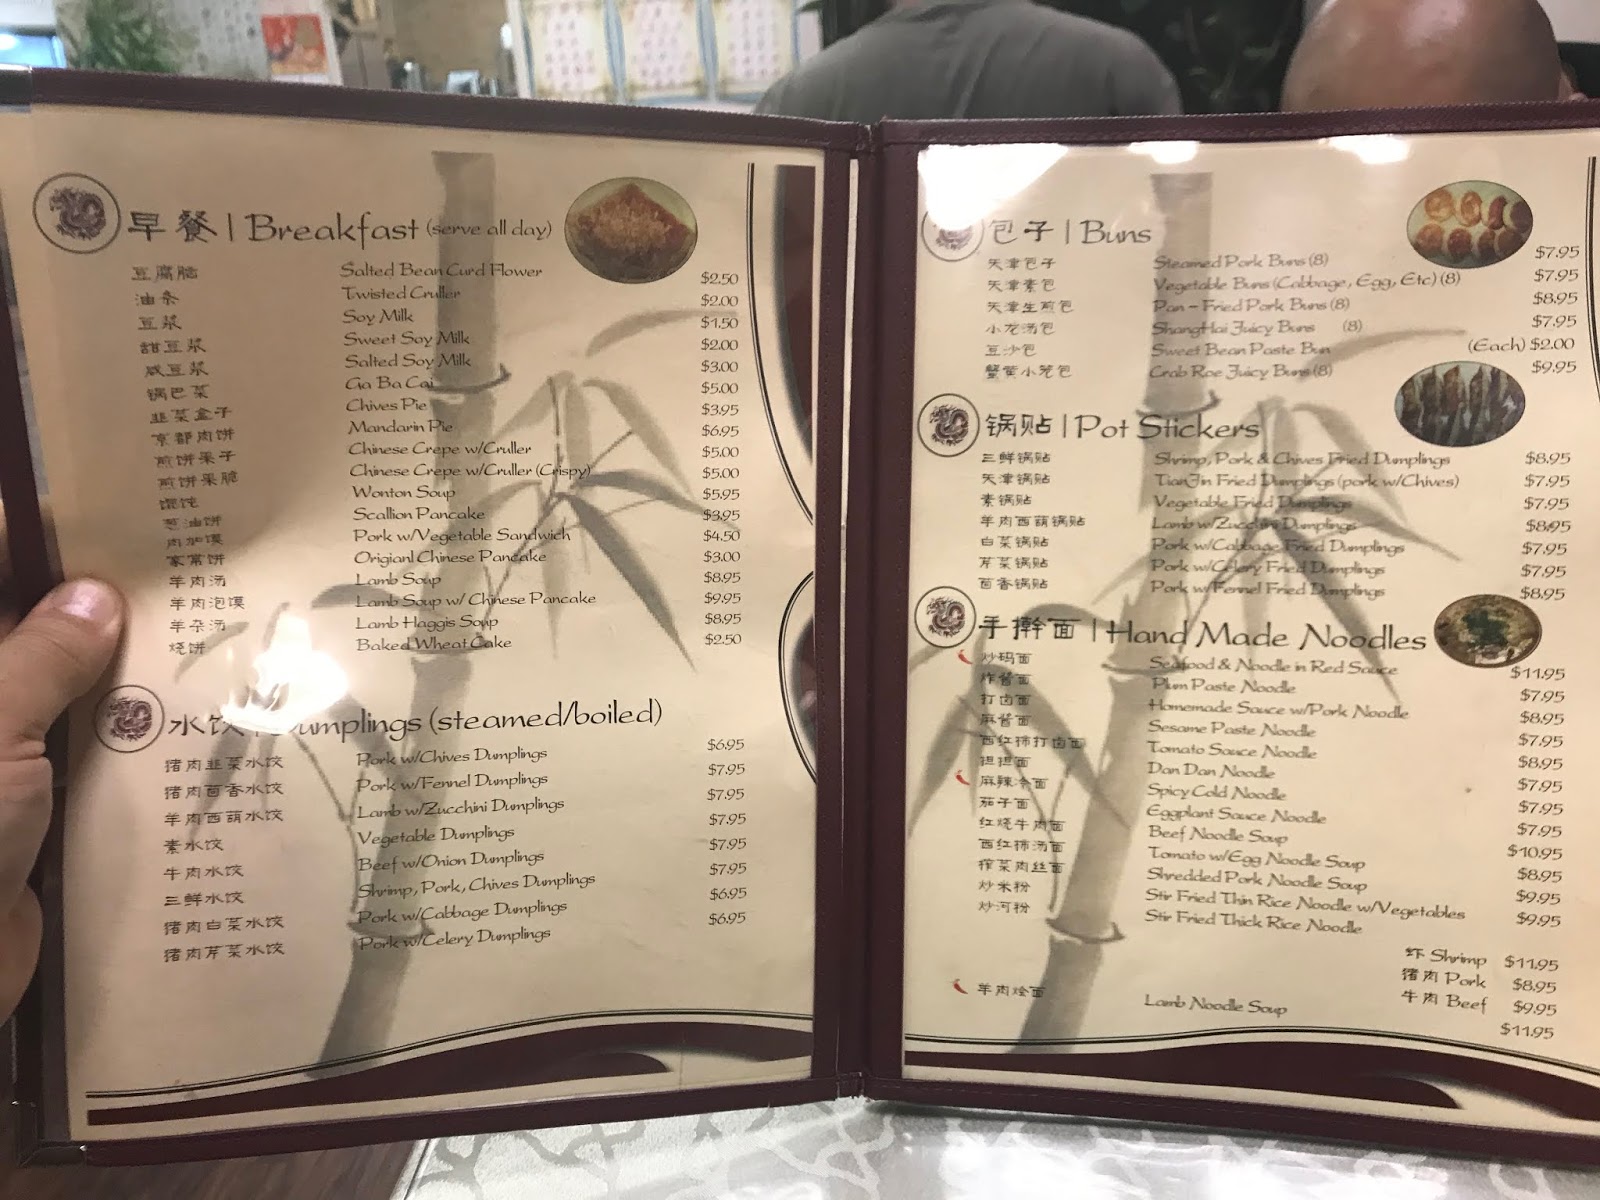 早餐 | Breakfast (serve all day)
豆腐脑 Salted Bean Curd Flower $2.50
油条 Twisted Cruller $2.00
豆浆 Soy Milk $1.50
甜豆浆 Sweet Soy Milk $2.00
咸豆浆 Salted Soy Milk $3.00
锅巴菜 Ga Ba Cai $5.00
韭菜盒子 Chives Pie $3.95
京都肉饼 Mandarin Pie $6.95
煎饼果子 Chinese Crepe w/Cruller $5.00
煎饼果脆 Chinese Crepe w/Cruller (Crispy) $5.00
馄饨 Wonton Soup $5.95
葱油饼 Scallion Pancake $3.95
肉加馍 Pork w/Vegetable Sandwich $4.50
家常饼 Origianl Chinese Pancake $3.00
羊肉汤 Lamb Soup $8.95
羊肉泡馍 Lamb Soup w/ Chinese Pancake $9.95
羊杂汤 Lamb Haggis Soup $8.95
烧饼 Baked Wheat Cake $2.50
水饺 | Dumplings (steamed/boiled)
猪肉韭菜水饺 Pork w/Chives Dumplings $6.95
猪肉茴香水饺 Pork w/Fennel Dumplings $7.95
羊肉西葫水饺 Lamb w/Zucchini Dumplings $7.95
素水饺 Vegetable Dumplings $7.95
牛肉水饺 Beef w/Onion Dumplings $7.95
三鲜水饺 Shrimp, Pork, Chives Dumplings $7.95
猪肉白菜水饺 Pork w/Cabbage Dumplings $6.95
猪肉芹菜水饺 Pork w/Celery Dumplings $6.95
包子 | Buns
天津包子 Steamed Pork Buns (8) $7.95
天津素包 Vegetable Buns (Cabbage, Egg, Etc) (8) $7.95
天津生煎包 Pan - Fried Pork Buns (8) $8.95
小龙汤包 ShangHai Juicy Buns (8) $7.95
豆沙包 Sweet Bean Paste Bun (Each) $2.00
蟹黄小笼包 Crab Roe Juicy Buns (8) $9.95
锅贴 | Pot Stickers
三鲜锅贴 Shrimp, Pork & Chives Fried Dumplings $8.95
天津锅贴 TianJin Fried Dumplings (pork w/Chives) $7.95
素锅贴 Vegetable Fried Dumplings $7.95
羊肉西葫锅贴 Lamb w/Zucchini Dumplings $8.95
白菜锅贴 Pork w/Cabbage Fried Dumplings $7.95
芹菜锅贴 Pork w/Celery Fried Dumplings $7.95
茴香锅贴 Pork w/Fennel Fried Dumplings $8.95
手擀面 | Hand Made Noodles
炒码面 Seafood & Noodle in Red Sauce $11.95
炸酱面 Plum Paste Noodle $7.95
打卤面 Homemade Sauce w/Pork Noodle $8.95
麻酱面 Sesame Paste Noodle $7.95
西红柿打卤面 Tomato Sauce Noodle $8.95
担担面 Dan Dan Noodle $7.95
麻辣冷面 Spicy Cold Noodle $7.95
茄子面 Eggplant Sauce Noodle $7.95
红烧牛肉面 Beef Noodle Soup $10.95
西红柿汤面 Tomato w/Egg Noodle Soup $8.95
榨菜肉丝面 Shredded Pork Noodle Soup $9.95
炒米粉 Stir Fried Thin Rice Noodle w/Vegetables $9.95
炒河粉 Stir Fried Thick Rice Noodle
虾 Shrimp $11.95
猪肉 Pork $8.95
牛肉 Beef $9.95
羊肉烩面 Lamb Noodle Soup $11.95